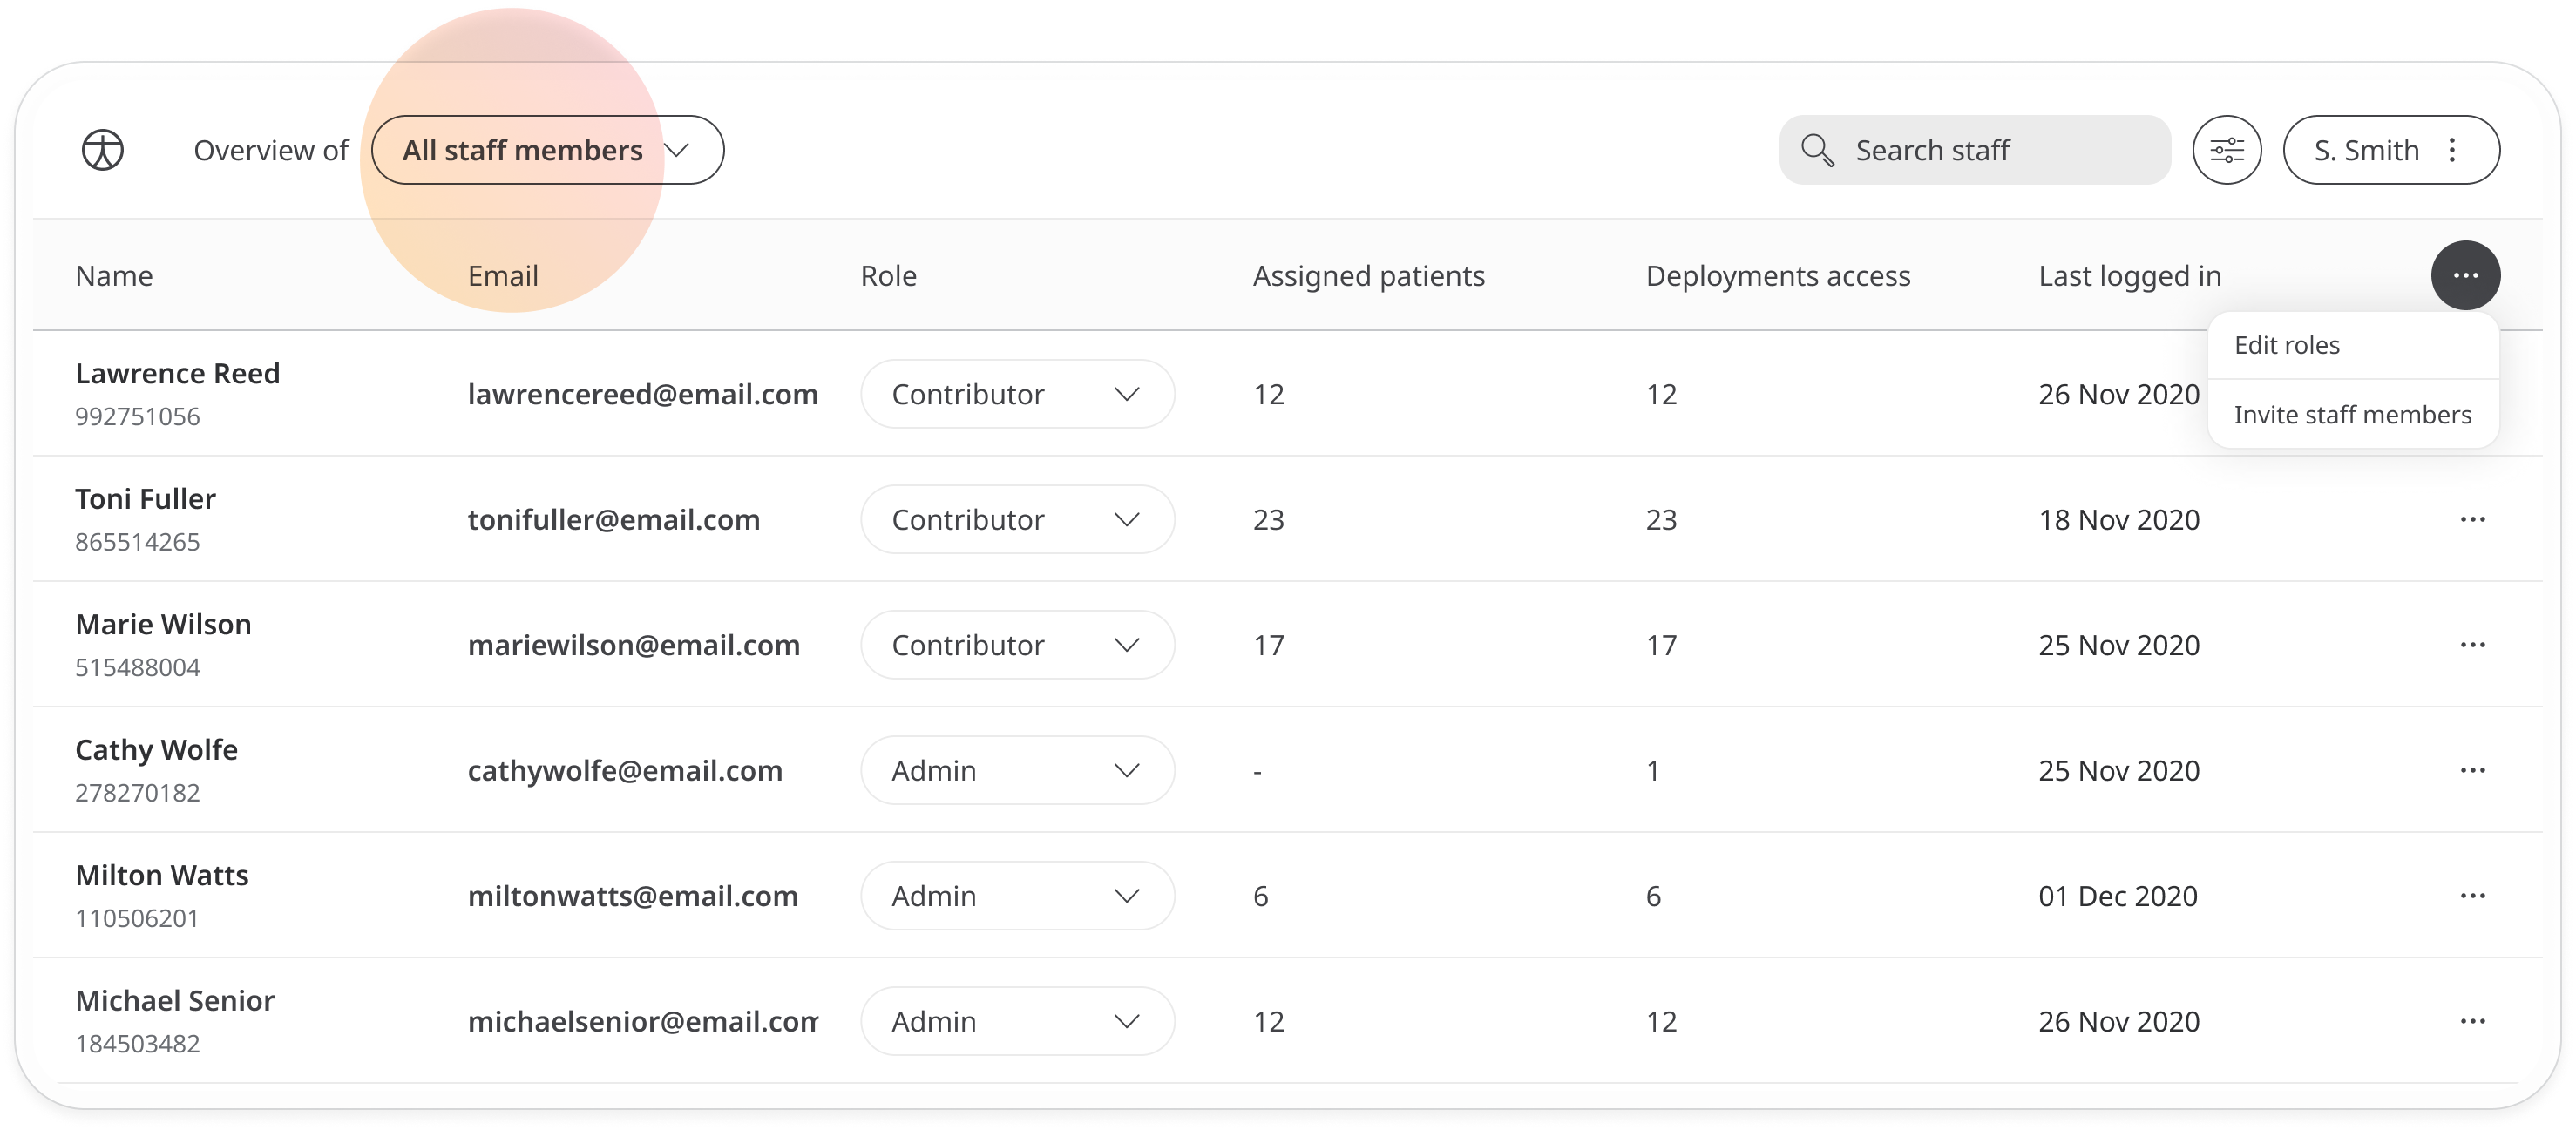 Overview of All staff members
Search staff
S. Smith
Name Email Role Assigned patients Deployments access Last logged in
Edit roles
Invite staff members
Lawrence Reed
992751056
lawrencereed@email.com Contributor 12 12 26 Nov 2020
Toni Fuller
865514265
tonifuller@email.com Contributor 23 23 18 Nov 2020
Marie Wilson
515488004
mariewilson@email.com Contributor 17 17 25 Nov 2020
Cathy Wolfe
278270182
cathywolfe@email.com Admin - 1 25 Nov 2020
Milton Watts
110506201
miltonwatts@email.com Admin 6 6 01 Dec 2020
Michael Senior
184503482
michaelsenior@email.com Admin 12 12 26 Nov 2020